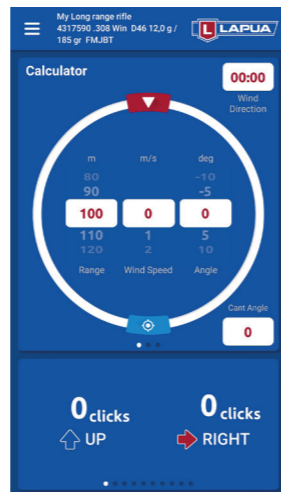 My Long range rifle
4317590 .308 Win D46 12,0 g /
185 gr FMJBT
L LAPUA
Calculator
00:00
Wind
Direction
m m/s deg
80 -10
90 -5
100 0 0
110 1 5
120 2 10
Range Wind Speed Angle
Cant Angle
0
0 clicks 0 clicks
UP RIGHT